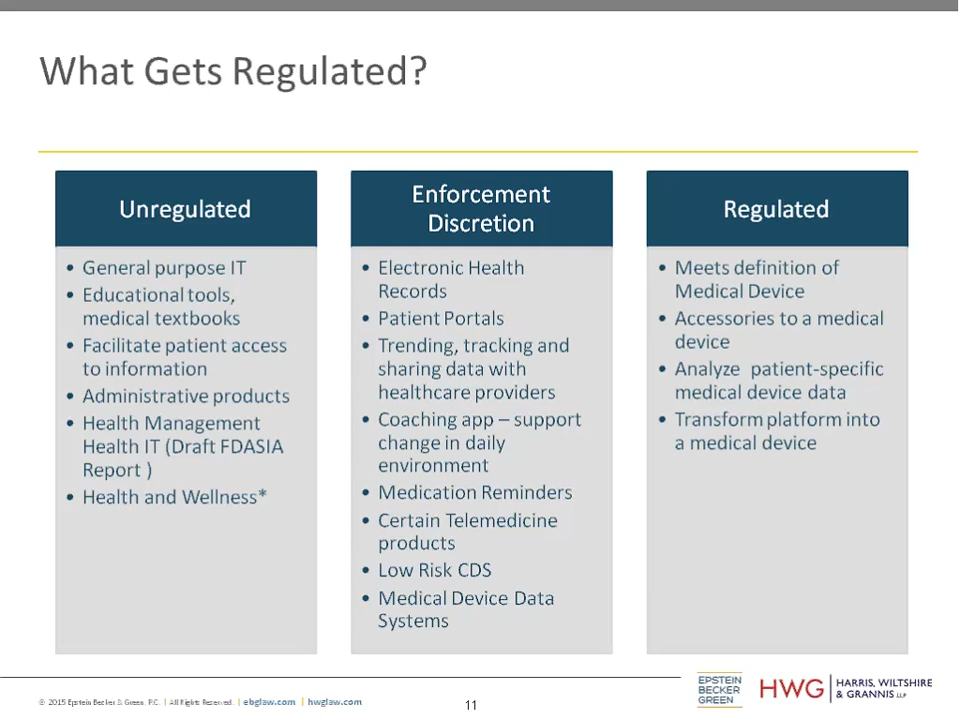 What Gets Regulated?
Unregulated
• General purpose IT
• Educational tools,
medical textbooks
• Facilitate patient access
to information
• Administrative products
• Health Management
Health IT (Draft FDASIA
Report )
• Health and Wellness*
Enforcement
Discretion
• Electronic Health
Records
• Patient Portals
• Trending, tracking and
sharing data with
healthcare providers
• Coaching app – support
change in daily
environment
• Medication Reminders
• Certain Telemedicine
products
• Low Risk CDS
• Medical Device Data
Systems
Regulated
• Meets definition of
Medical Device
• Accessories to a medical
device
• Analyze patient-specific
medical device data
• Transform platform into
a medical device
© 2015 Epstein Becker & Green, P.C. | All Rights Reserved. | ebglaw.com | hwglaw.com
11
EPSTEIN
BECKER
GREEN
HWG
HARRIS, WILTSHIRE
& GRANNIS LLP